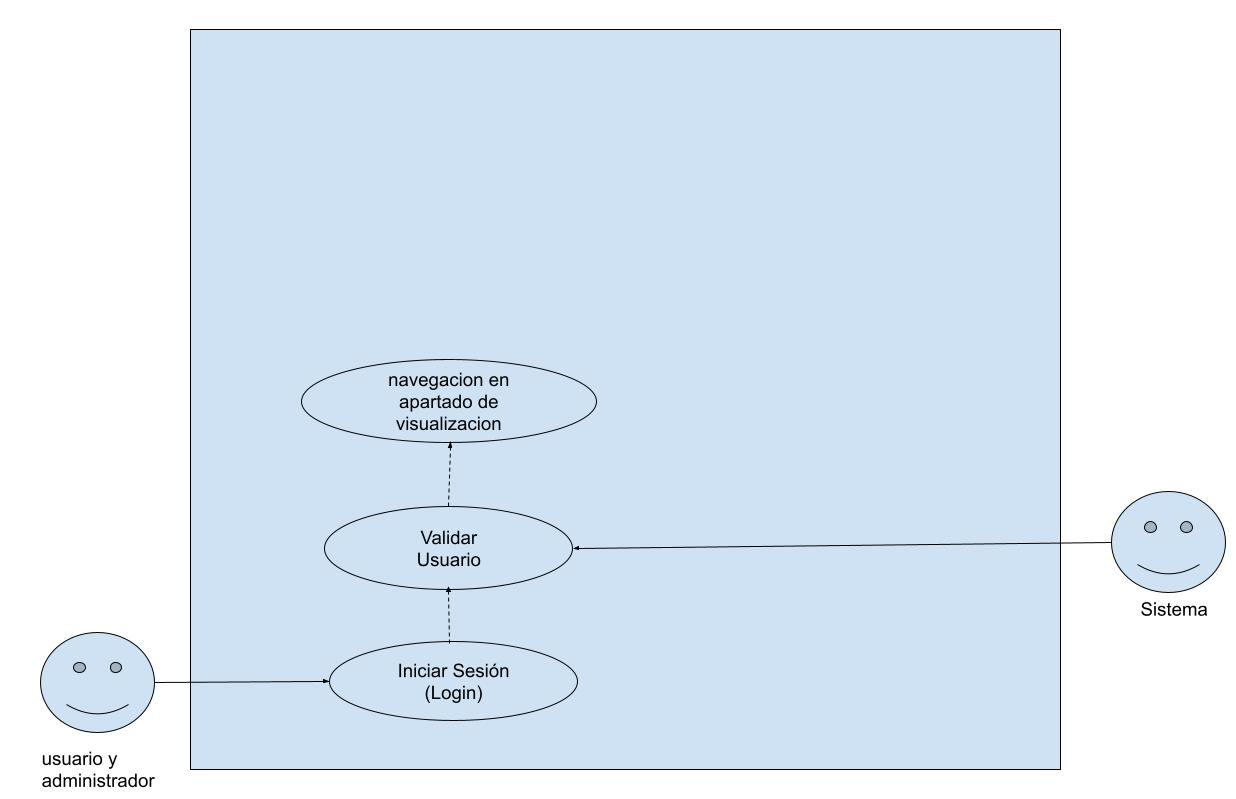 navegacion en
apartado de
visualizacion
Validar
Usuario
Sistema
Iniciar Sesión
(Login)
usuario y
administrador